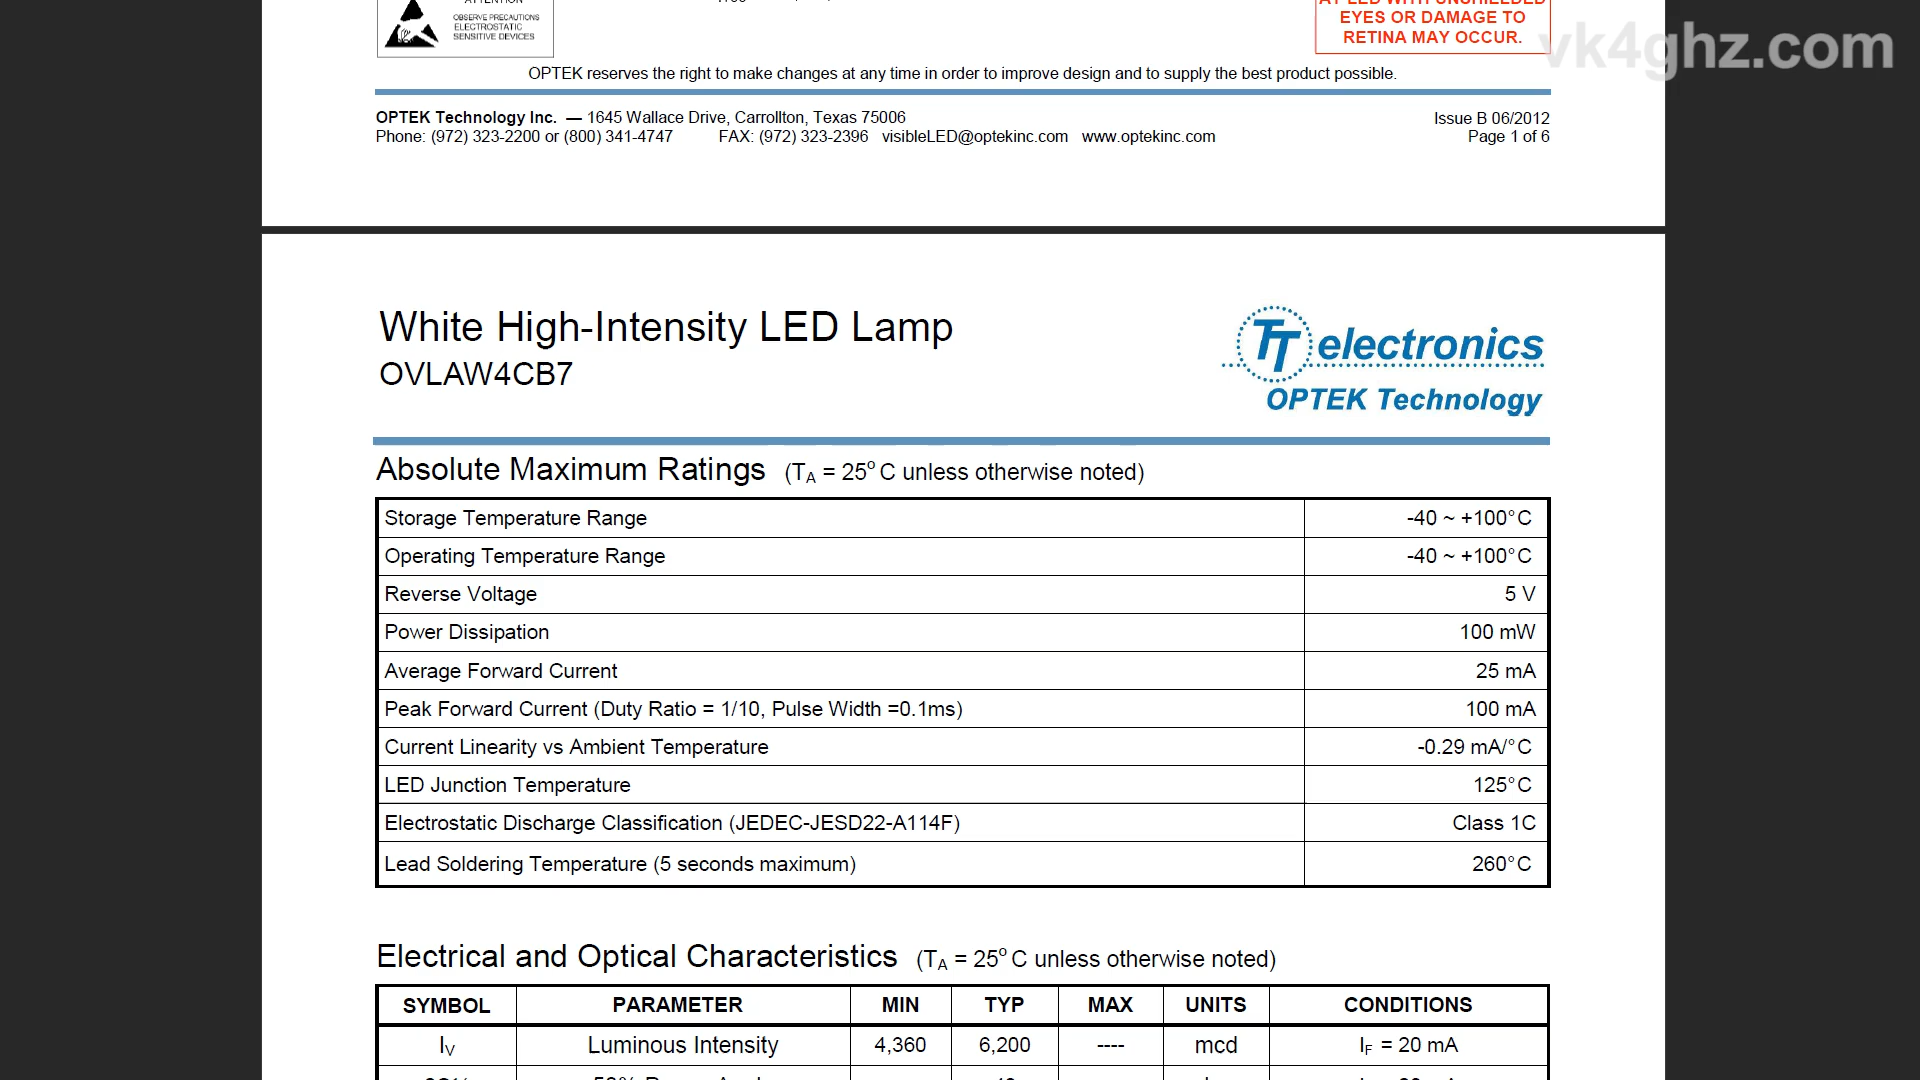 OBSERVE PRECAUTIONS
ELECTROSTATIC
SENSITIVE DEVICES
AT LED WITH UNSHIELDED
EYES OR DAMAGE TO
RETINA MAY OCCUR.
vk4ghz.com
OPTEK reserves the right to make changes at any time in order to improve design and to supply the best product possible.
OPTEK Technology Inc. — 1645 Wallace Drive, Carrollton, Texas 75006
Phone: (972) 323-2200 or (800) 341-4747 FAX: (972) 323-2396 visibleLED@optekinc.com www.optekinc.com
Issue B 06/2012
Page 1 of 6
White High-Intensity LED Lamp
OVLAW4CB7
TT electronics
OPTEK Technology
Absolute Maximum Ratings (TA = 25° C unless otherwise noted)
Storage Temperature Range -40 ~ +100°C
Operating Temperature Range -40 ~ +100°C
Reverse Voltage 5 V
Power Dissipation 100 mW
Average Forward Current 25 mA
Peak Forward Current (Duty Ratio = 1/10, Pulse Width =0.1ms) 100 mA
Current Linearity vs Ambient Temperature -0.29 mA/°C
LED Junction Temperature 125°C
Electrostatic Discharge Classification (JEDEC-JESD22-A114F) Class 1C
Lead Soldering Temperature (5 seconds maximum) 260°C
Electrical and Optical Characteristics (TA = 25° C unless otherwise noted)
SYMBOL PARAMETER MIN TYP MAX UNITS CONDITIONS
IV Luminous Intensity 4,360 6,200 ---- mcd IF = 20 mA